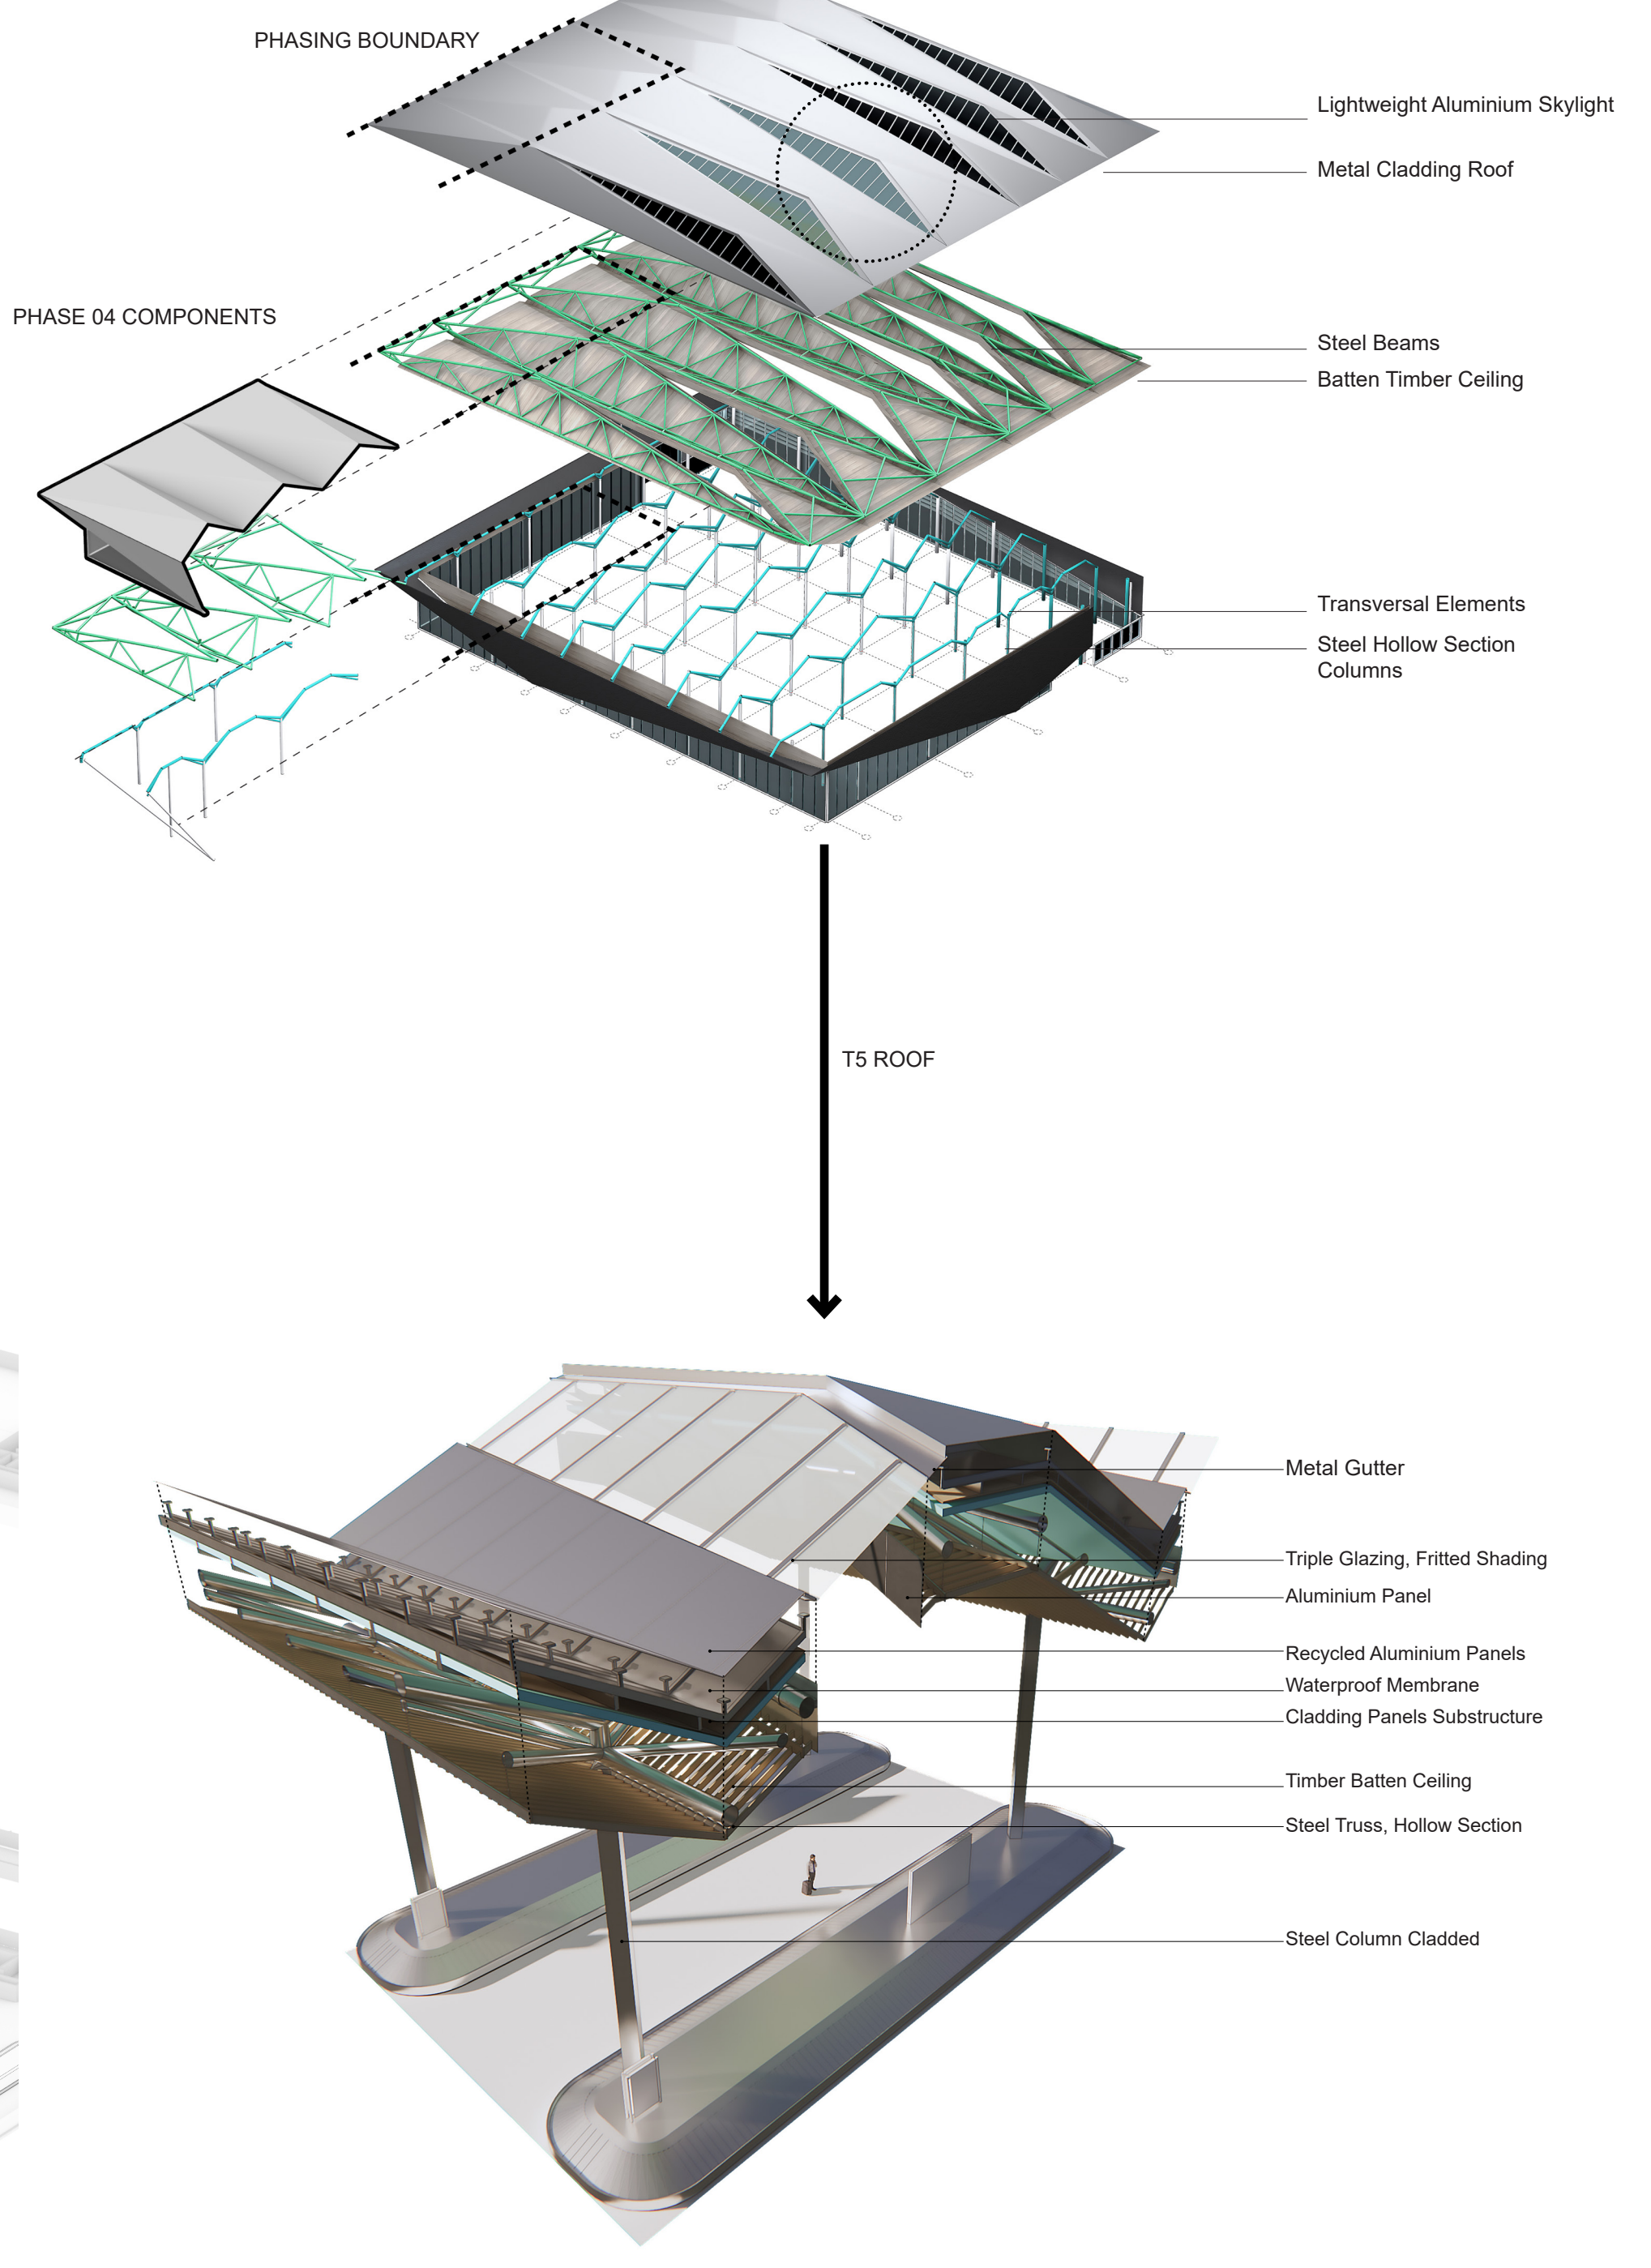 PHASING BOUNDARY
Lightweight Aluminium Skylight
Metal Cladding Roof
PHASE 04 COMPONENTS
Steel Beams
Batten Timber Ceiling
Transversal Elements
Steel Hollow Section
Columns
T5 ROOF
Metal Gutter
Triple Glazing, Fritted Shading
Aluminium Panel
Recycled Aluminium Panels
Waterproof Membrane
Cladding Panels Substructure
Timber Batten Ceiling
Steel Truss, Hollow Section
Steel Column Cladded